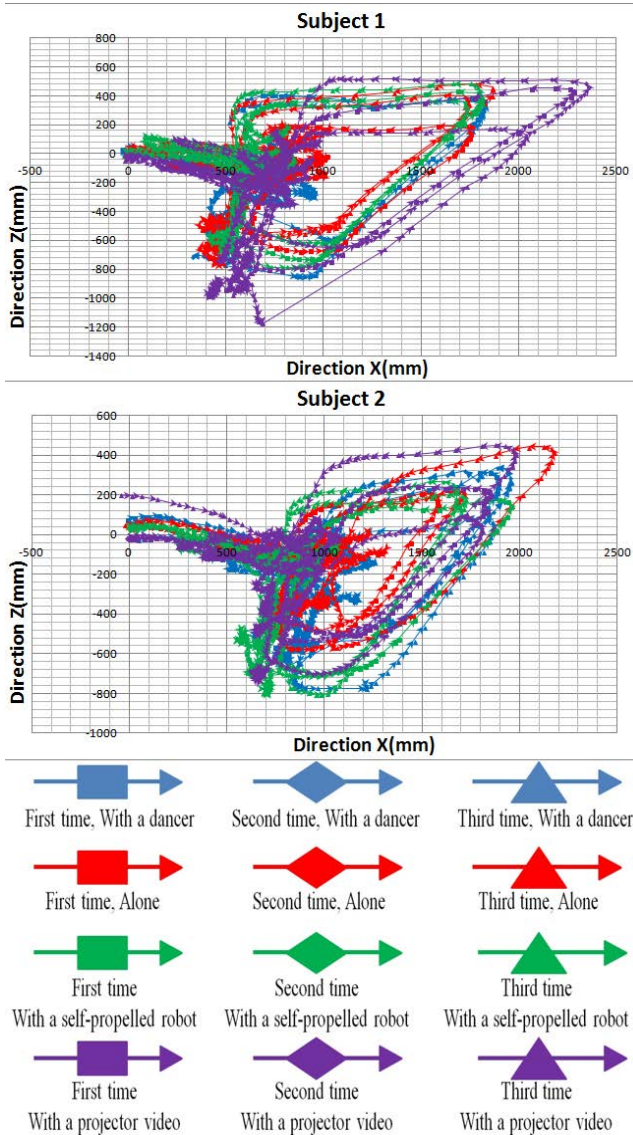 Subject 1
800
600
400
200
0
-200
-400
-600
-800
-1000
-1200
-1400
-500 0 500 1000 1500 2000 2500
Direction Z(mm)
Direction X(mm)
Subject 2
600
400
200
0
-200
-400
-600
-800
-1000
-500 0 500 1000 1500 2000 2500
Direction Z(mm)
Direction X(mm)
First time, With a dancer Second time, With a dancer Third time, With a dancer
First time, Alone Second time, Alone Third time, Alone
First time Second time Third time
With a self-propelled robot With a self-propelled robot With a self-propelled robot
First time Second time Third time
With a projector video With a projector video With a projector video